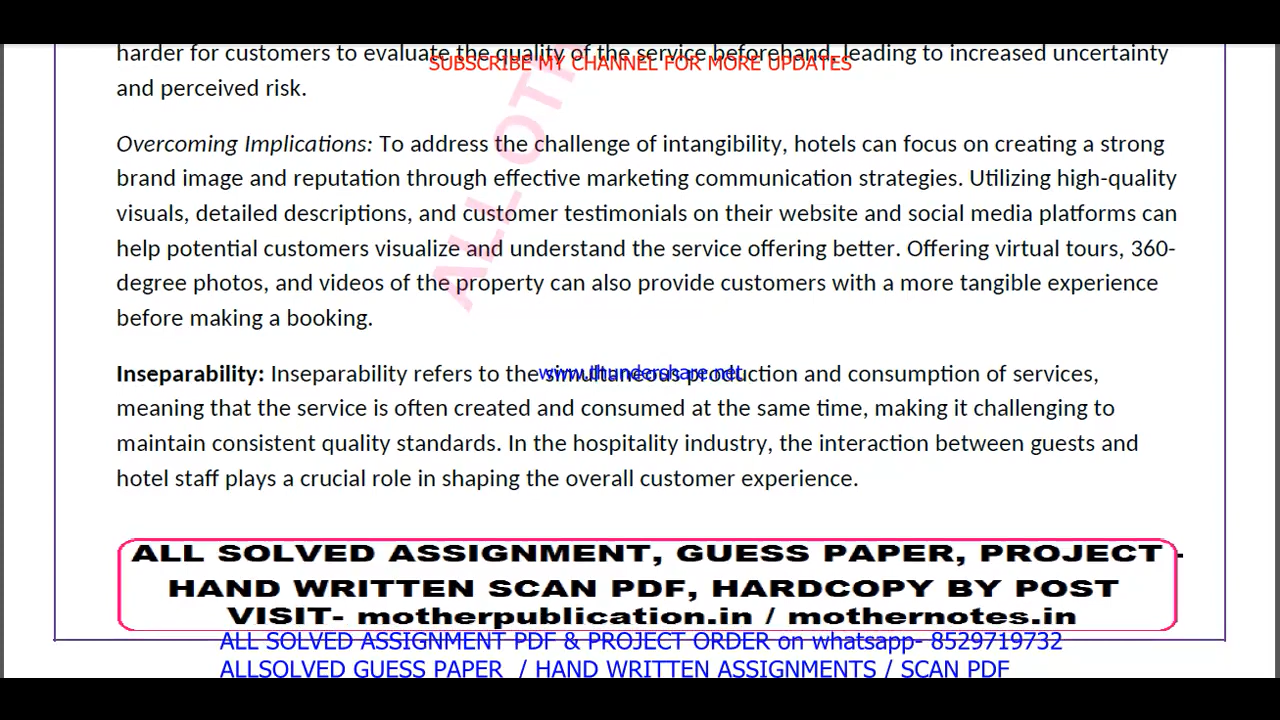 harder for customers to evaluate the quality of the service beforehand, leading to increased uncertainty
SUBSCRIBE MY CHANNEL FOR MORE UPDATES
and perceived risk.
Overcoming Implications: To address the challenge of intangibility, hotels can focus on creating a strong
brand image and reputation through effective marketing communication strategies. Utilizing high-quality
visuals, detailed descriptions, and customer testimonials on their website and social media platforms can
help potential customers visualize and understand the service offering better. Offering virtual tours, 360-
degree photos, and videos of the property can also provide customers with a more tangible experience
before making a booking.
Inseparability: Inseparability refers to the simultaneous production and consumption of services,
www.thundershare.net
meaning that the service is often created and consumed at the same time, making it challenging to
maintain consistent quality standards. In the hospitality industry, the interaction between guests and
hotel staff plays a crucial role in shaping the overall customer experience.
ALL SOLVED ASSIGNMENT, GUESS PAPER, PROJECT -
HAND WRITTEN SCAN PDF, HARDCOPY BY POST
VISIT- motherpublication.in / mothernotes.in
ALL SOLVED ASSIGNMENT PDF & PROJECT ORDER on whatsapp- 8529719732
ALLSOLVED GUESS PAPER / HAND WRITTEN ASSIGNMENTS / SCAN PDF